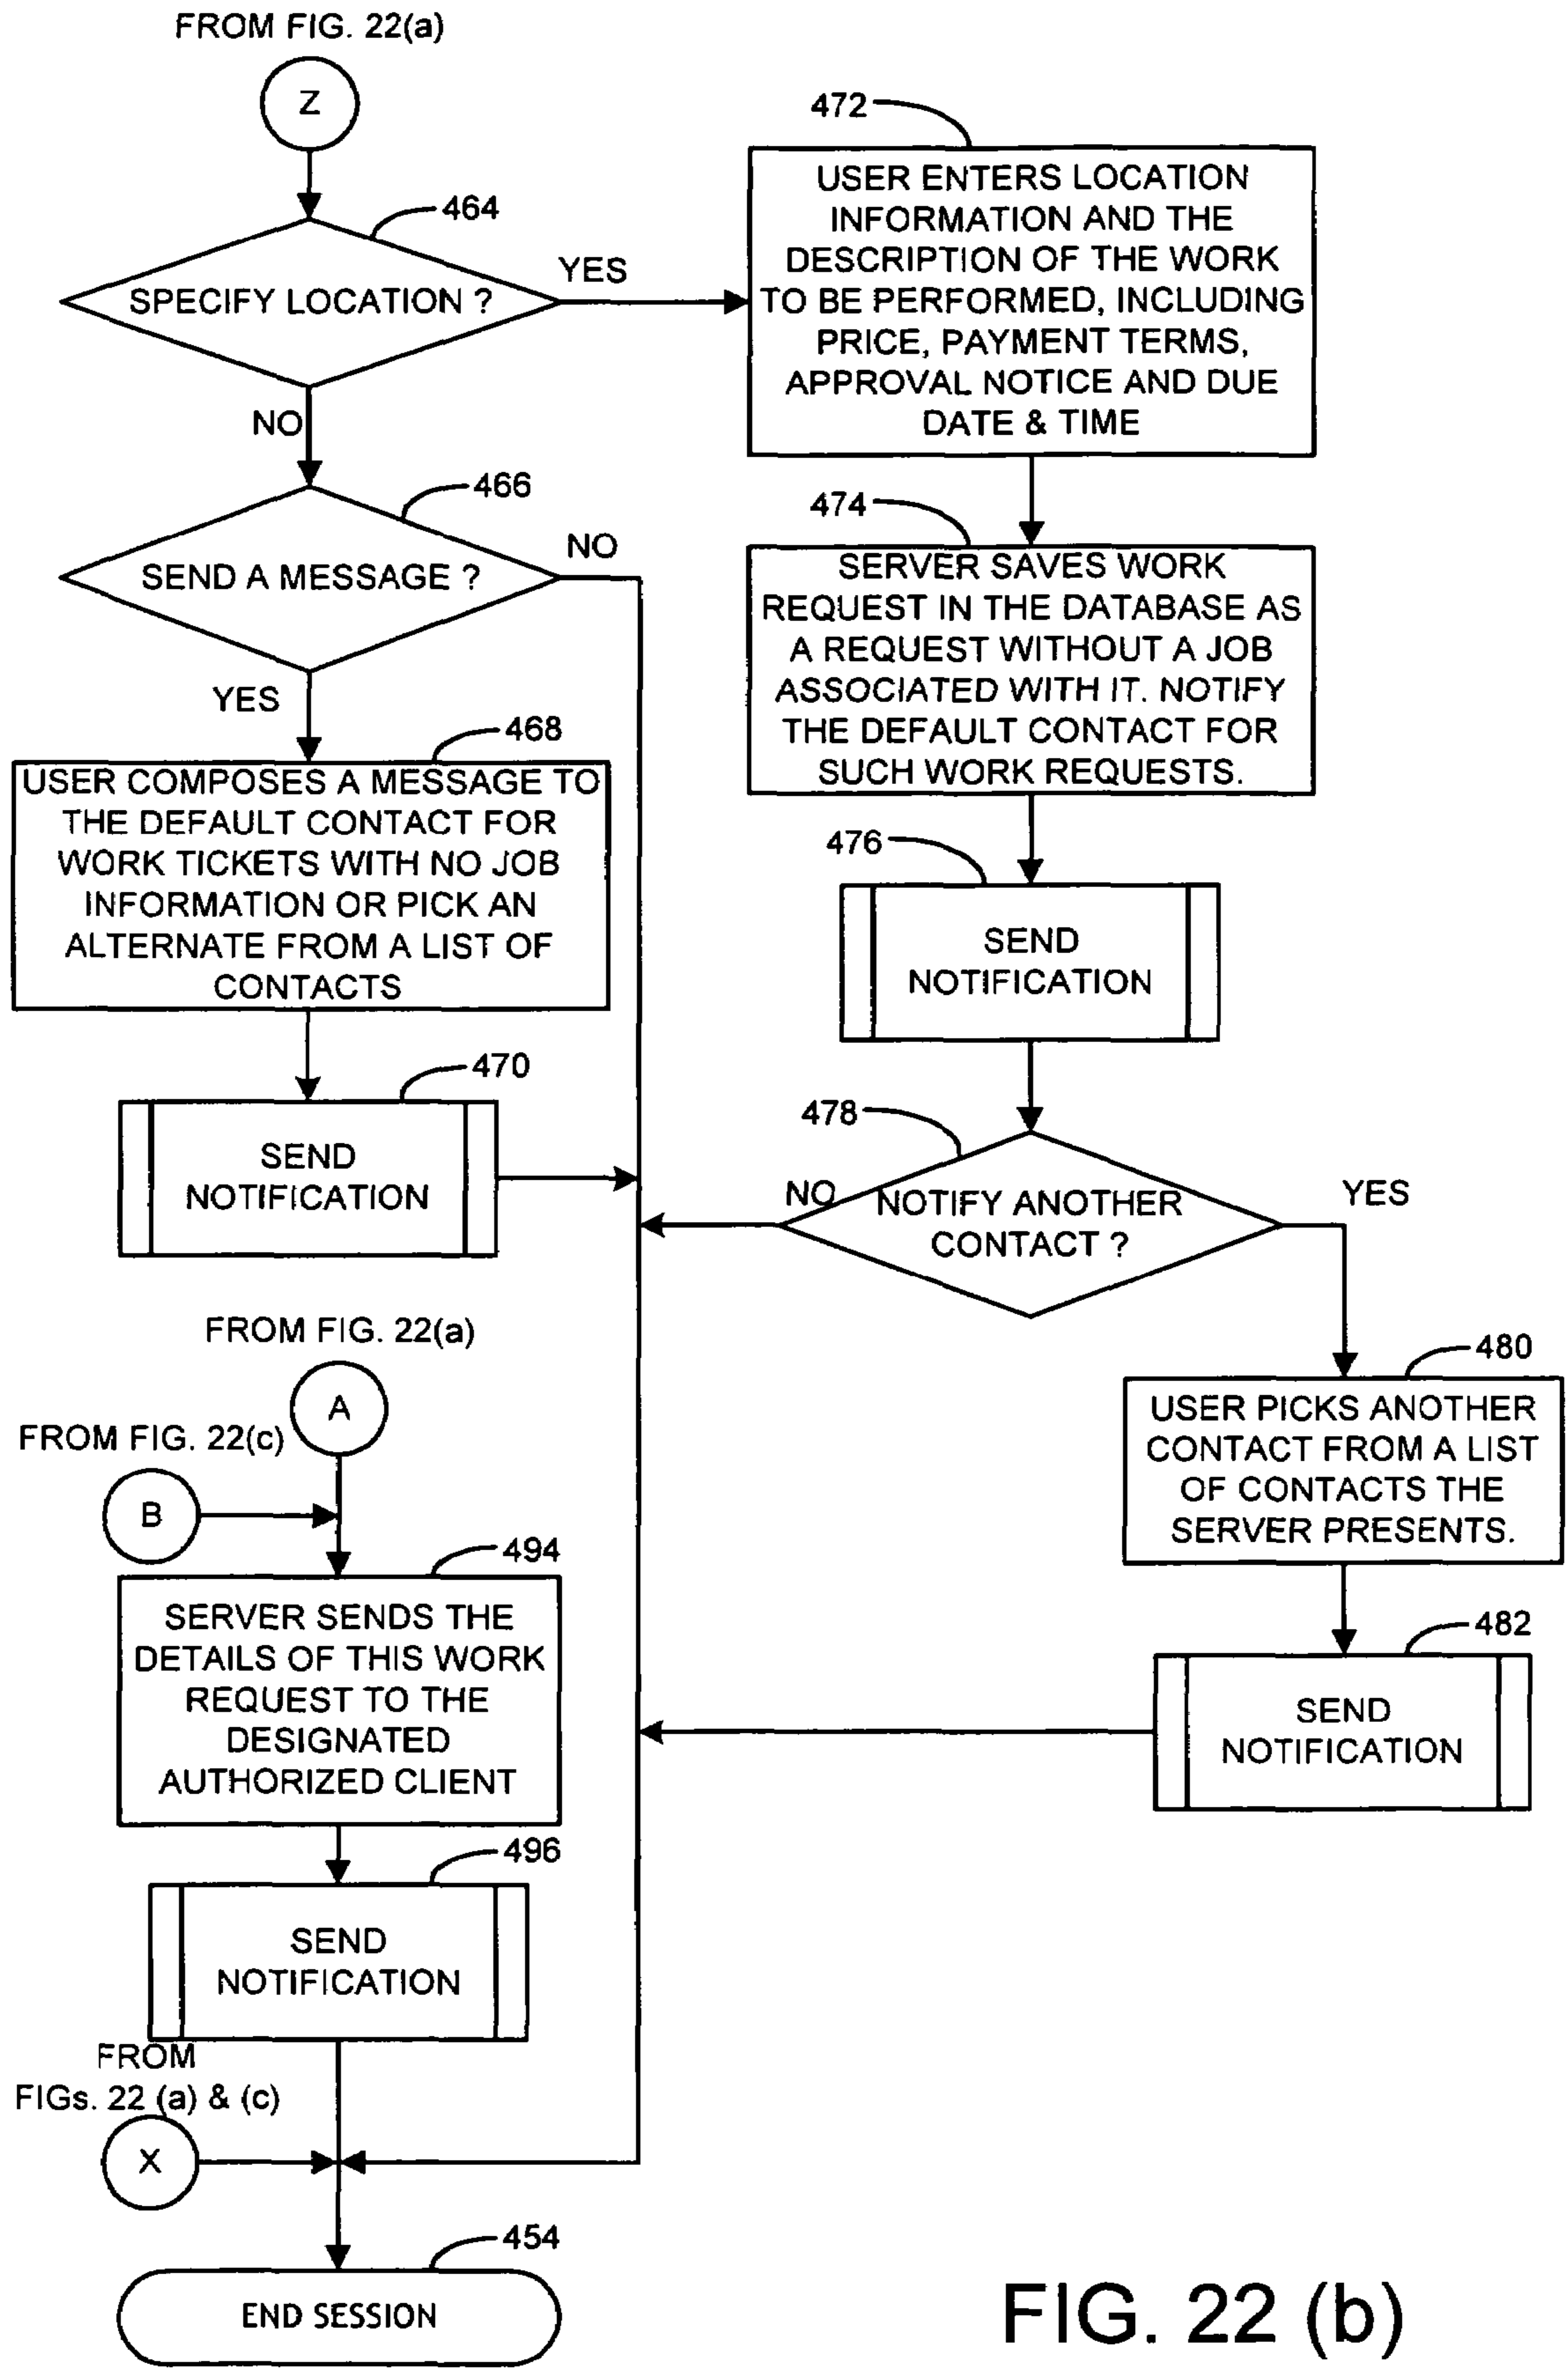 FROM FIG. 22(a)
Z
464
SPECIFY LOCATION ?
YES
NO
472
USER ENTERS LOCATION
INFORMATION AND THE
DESCRIPTION OF THE WORK
TO BE PERFORMED, INCLUDING
PRICE, PAYMENT TERMS,
APPROVAL NOTICE AND DUE
DATE & TIME
466
SEND A MESSAGE ?
NO
YES
474
SERVER SAVES WORK
REQUEST IN THE DATABASE AS
A REQUEST WITHOUT A JOB
ASSOCIATED WITH IT. NOTIFY
THE DEFAULT CONTACT FOR
SUCH WORK REQUESTS.
468
USER COMPOSES A MESSAGE TO
THE DEFAULT CONTACT FOR
WORK TICKETS WITH NO JOB
INFORMATION OR PICK AN
ALTERNATE FROM A LIST OF
CONTACTS
476
SEND
NOTIFICATION
470
SEND
NOTIFICATION
478
NO
NOTIFY ANOTHER
CONTACT ?
YES
480
USER PICKS ANOTHER
CONTACT FROM A LIST
OF CONTACTS THE
SERVER PRESENTS.
482
SEND
NOTIFICATION
FROM FIG. 22(a)
A
FROM FIG. 22(c)
B
494
SERVER SENDS THE
DETAILS OF THIS WORK
REQUEST TO THE
DESIGNATED
AUTHORIZED CLIENT
496
SEND
NOTIFICATION
FROM
FIGs. 22 (a) & (c)
X
454
END SESSION
FIG. 22 (b)